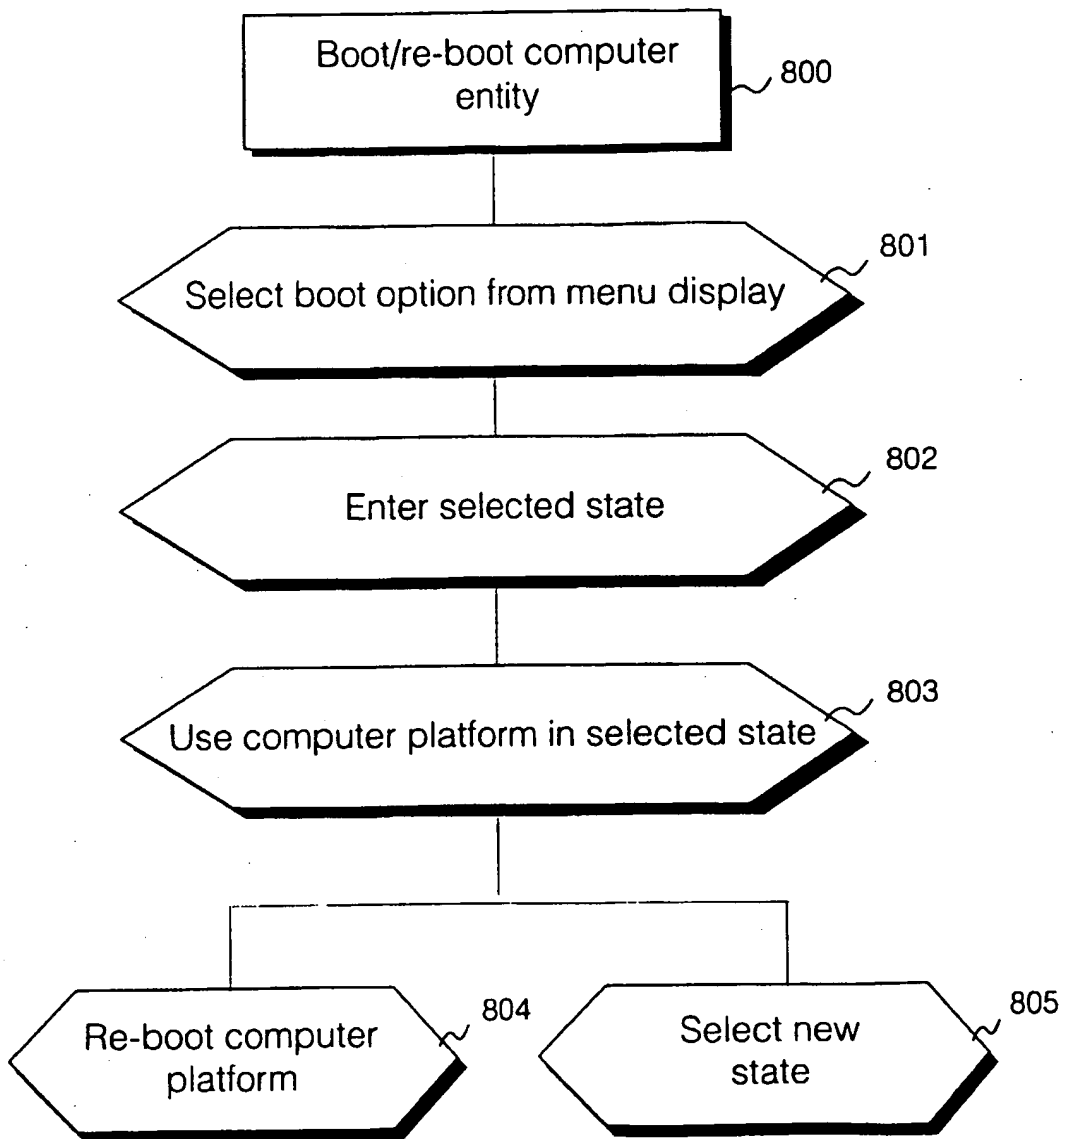 Boot/re-boot computer
entity
800
801
Select boot option from menu display
802
Enter selected state
803
Use computer platform in selected state
804
Re-boot computer
platform
805
Select new
state